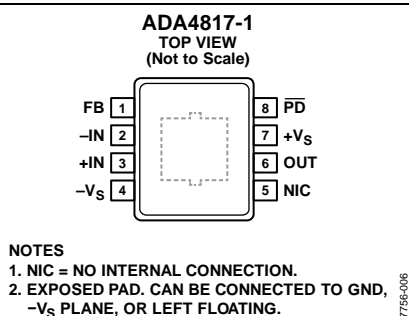 ADA4817-1
TOP VIEW
(Not to Scale)
FB 1
8 PD
–IN 2
7 +VS
+IN 3
6 OUT
–VS 4
5 NIC
NOTES
1. NIC = NO INTERNAL CONNECTION.
2. EXPOSED PAD. CAN BE CONNECTED TO GND,
−VS PLANE, OR LEFT FLOATING.
7756-006